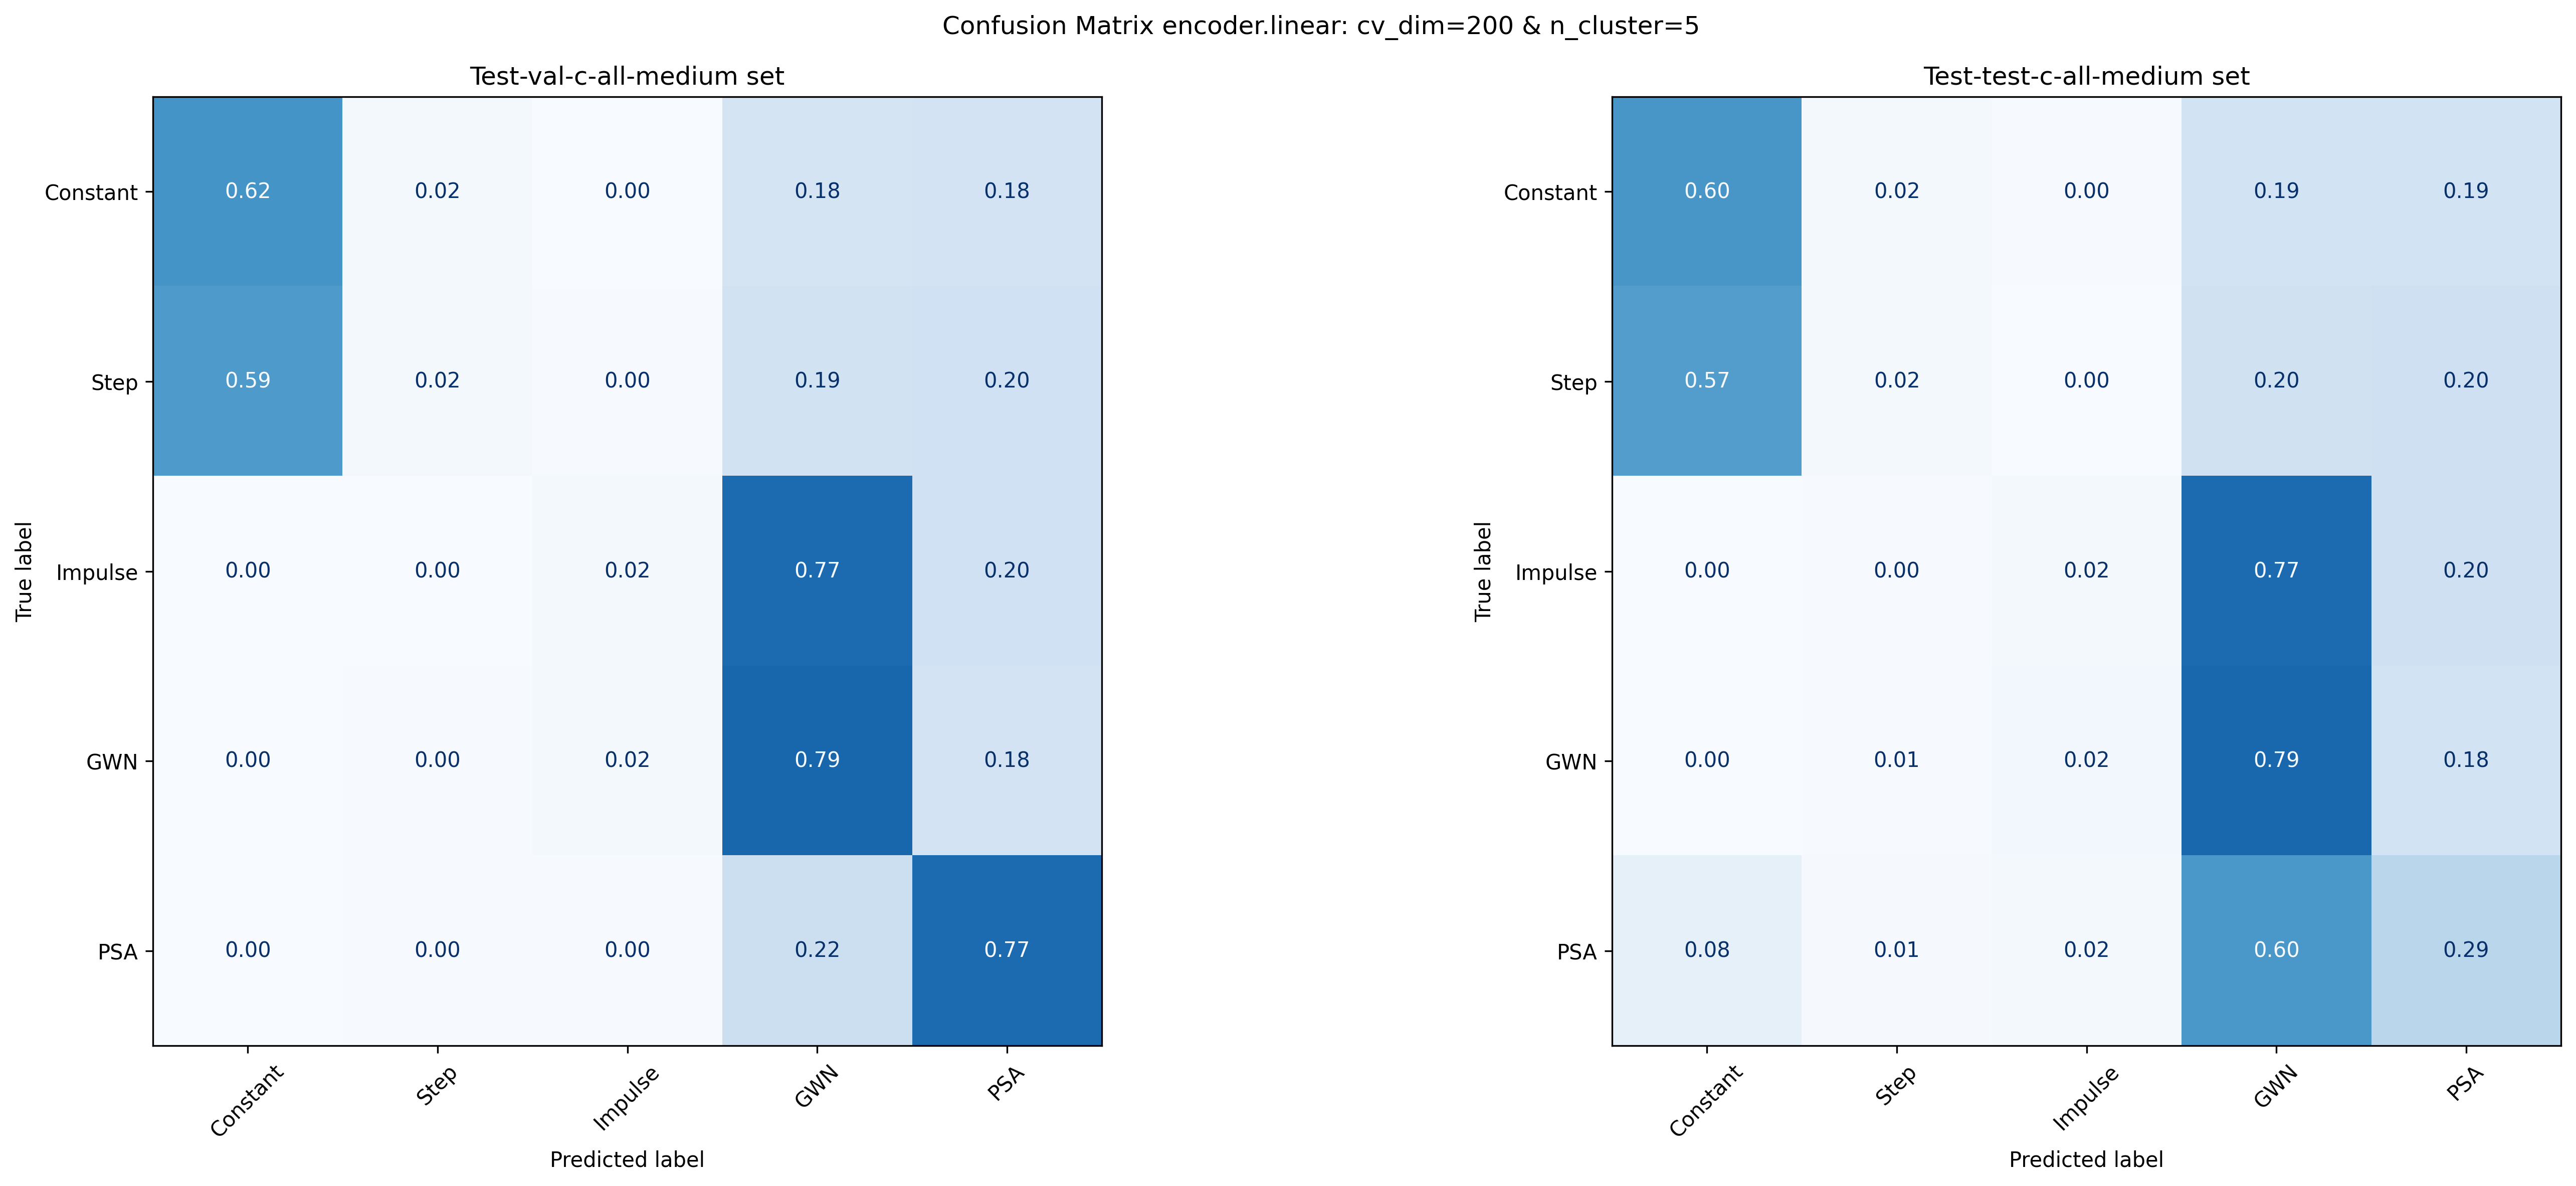 Confusion Matrix encoder.linear: cv_dim=200 & n_cluster=5
Test-val-c-all-medium set
True label
Constant 0.62 0.02 0.00 0.18 0.18
Step 0.59 0.02 0.00 0.19 0.20
Impulse 0.00 0.00 0.02 0.77 0.20
GWN 0.00 0.00 0.02 0.79 0.18
PSA 0.00 0.00 0.00 0.22 0.77
Constant Step Impulse GWN PSA
Predicted label
Test-test-c-all-medium set
True label
Constant 0.60 0.02 0.00 0.19 0.19
Step 0.57 0.02 0.00 0.20 0.20
Impulse 0.00 0.00 0.02 0.77 0.20
GWN 0.00 0.01 0.02 0.79 0.18
PSA 0.08 0.01 0.02 0.60 0.29
Constant Step Impulse GWN PSA
Predicted label